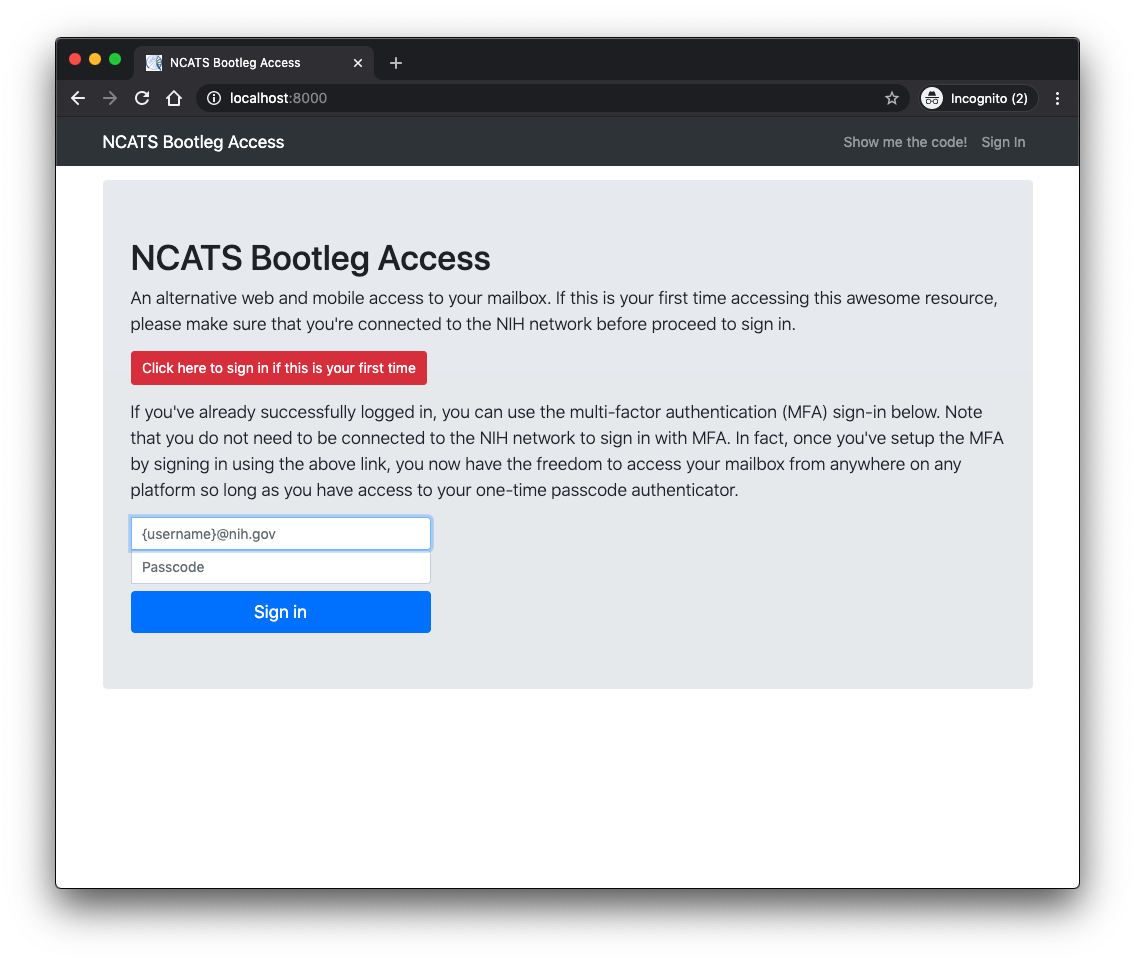 NCATS Bootleg Access
localhost:8000
Incognito (2)
NCATS Bootleg Access
Show me the code!
Sign In
NCATS Bootleg Access
An alternative web and mobile access to your mailbox. If this is your first time accessing this awesome resource,
please make sure that you're connected to the NIH network before proceed to sign in.
Click here to sign in if this is your first time
If you've already successfully logged in, you can use the multi-factor authentication (MFA) sign-in below. Note
that you do not need to be connected to the NIH network to sign in with MFA. In fact, once you've setup the MFA
by signing in using the above link, you now have the freedom to access your mailbox from anywhere on any
platform so long as you have access to your one-time passcode authenticator.
{username}@nih.gov
Passcode
Sign in